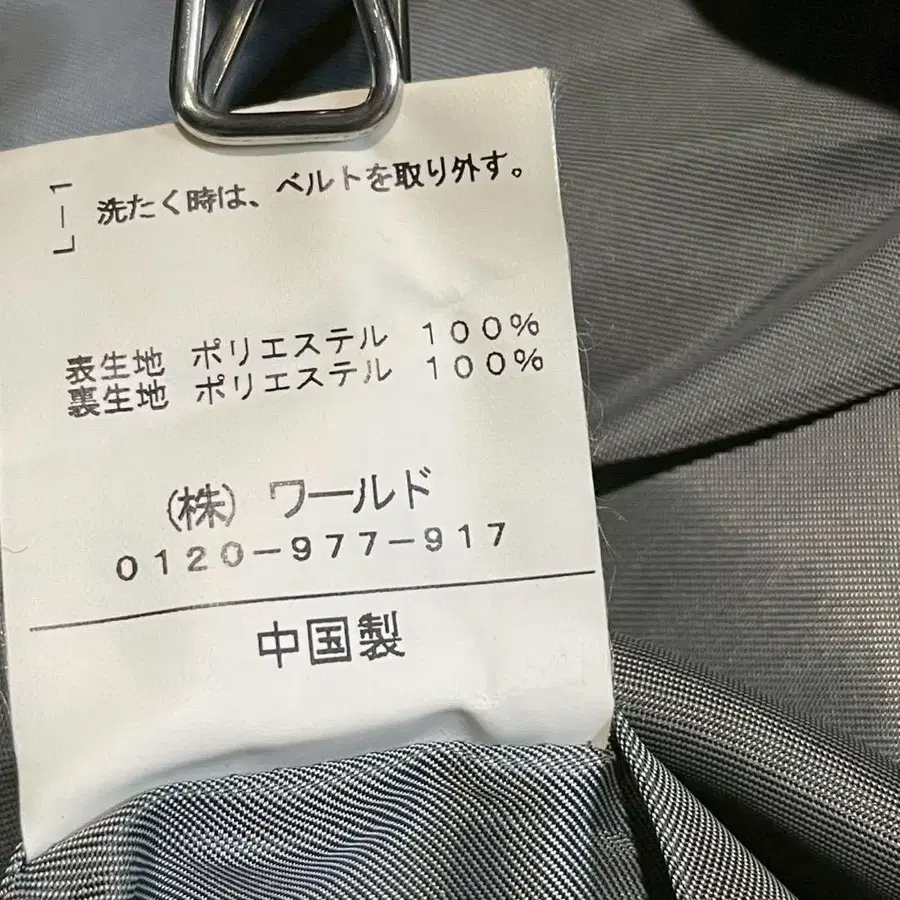 L-1
洗たく時は、ベルトを取り外す。
表生地 ポリエステル 100%
裏生地 ポリエステル 100%
(株) ワールド
0120-977-917
中国製